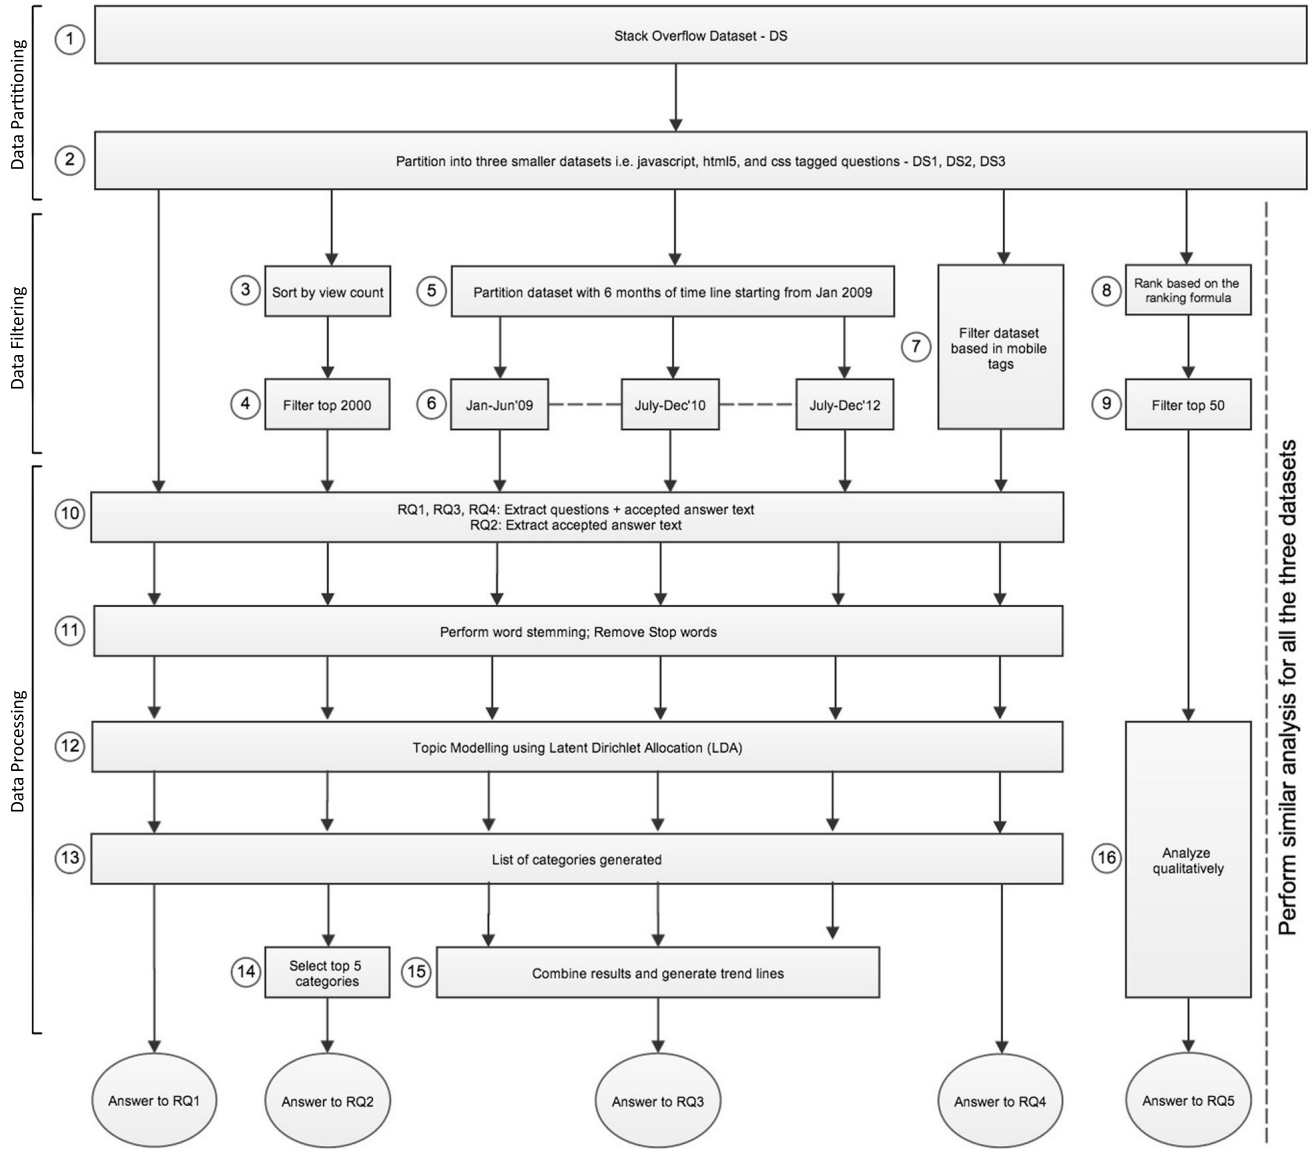 Data Partitioning
1
Stack Overflow Dataset - DS
2
Partition into three smaller datasets i.e. javascript, html5, and css tagged questions - DS1, DS2, DS3
Data Filtering
3
Sort by view count
4
Filter top 2000
5
Partition dataset with 6 months of time line starting from Jan 2009
6
Jan-Jun'09
July-Dec'10
July-Dec'12
7
Filter dataset
based in mobile
tags
8
Rank based on the
ranking formula
9
Filter top 50
Data Processing
10
RQ1, RQ3, RQ4: Extract questions + accepted answer text
RQ2: Extract accepted answer text
11
Perform word stemming; Remove Stop words
12
Topic Modelling using Latent Dirichlet Allocation (LDA)
13
List of categories generated
14
Select top 5
categories
15
Combine results and generate trend lines
16
Analyze
qualitatively
Answer to RQ1
Answer to RQ2
Answer to RQ3
Answer to RQ4
Answer to RQ5
Perform similar analysis for all the three datasets